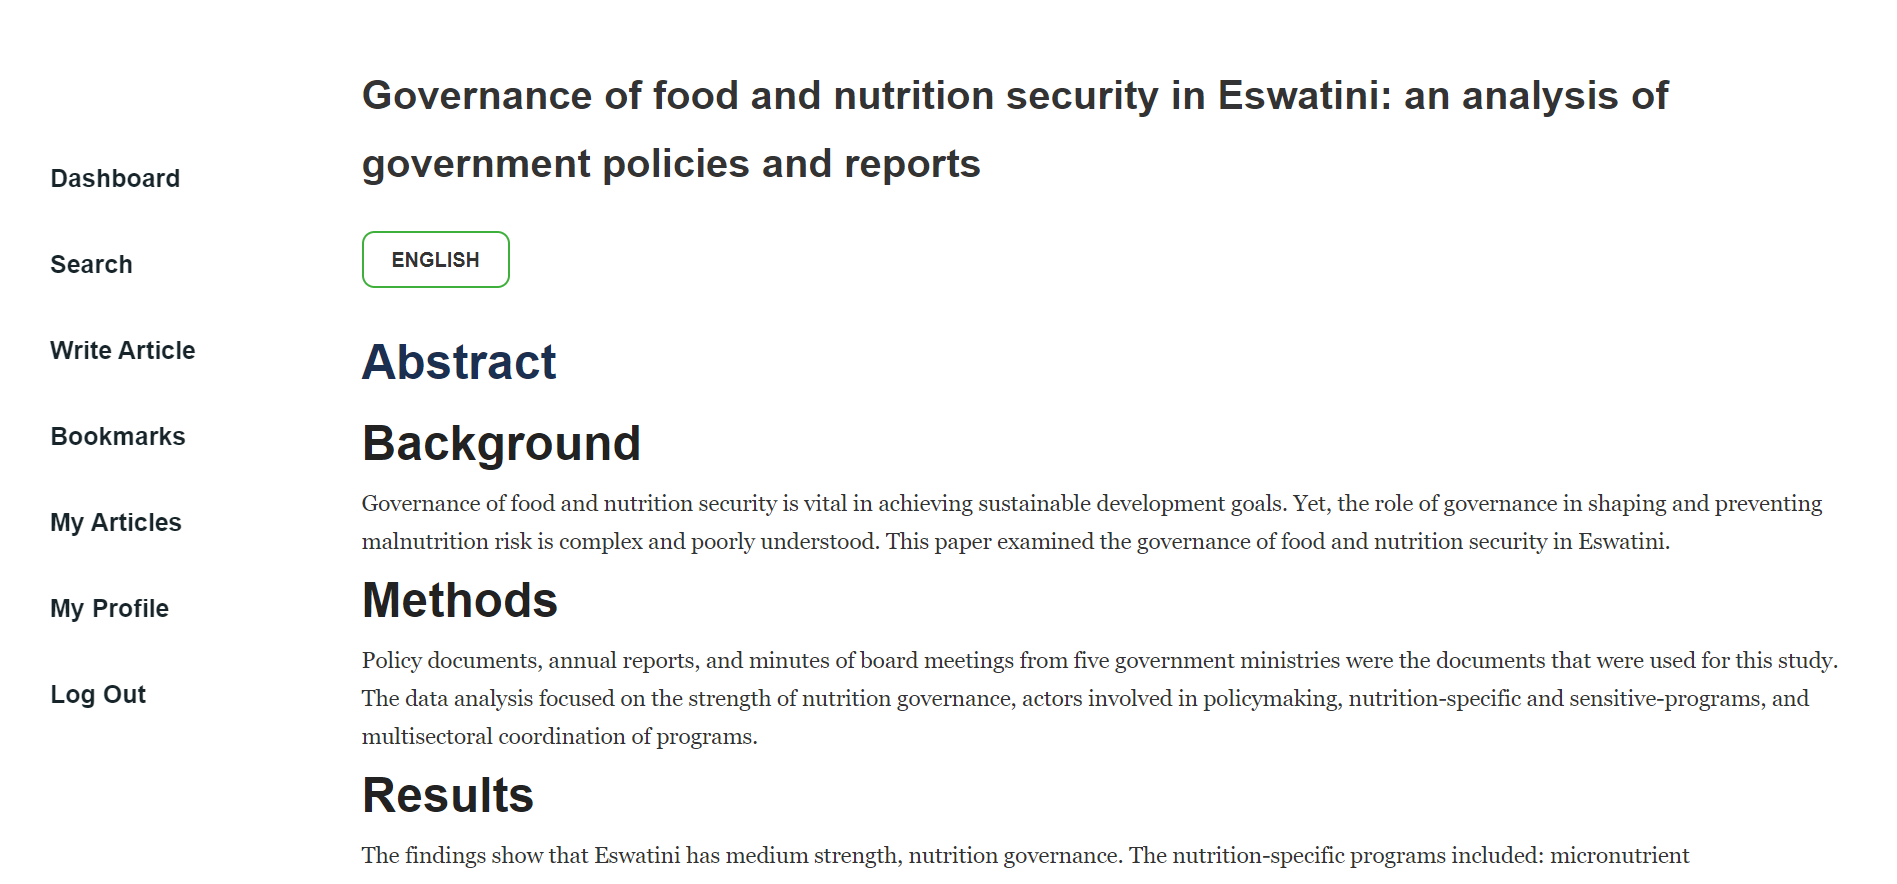 Dashboard
Search
Write Article
Bookmarks
My Articles
My Profile
Log Out
Governance of food and nutrition security in Eswatini: an analysis of
government policies and reports
ENGLISH
Abstract
Background
Governance of food and nutrition security is vital in achieving sustainable development goals. Yet, the role of governance in shaping and preventing
malnutrition risk is complex and poorly understood. This paper examined the governance of food and nutrition security in Eswatini.
Methods
Policy documents, annual reports, and minutes of board meetings from five government ministries were the documents that were used for this study.
The data analysis focused on the strength of nutrition governance, actors involved in policymaking, nutrition-specific and sensitive-programs, and
multisectoral coordination of programs.
Results
The findings show that Eswatini has medium strength, nutrition governance. The nutrition-specific programs included: micronutrient